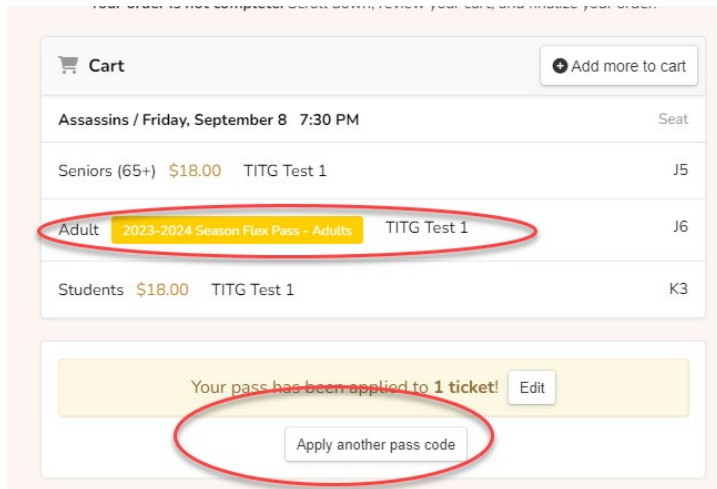 Your order is not complete. Scroll down, review your cart, and finalize your order.
Cart
Add more to cart
Assassins / Friday, September 8 7:30 PM Seat
Seniors (65+) $18.00 TITG Test 1 J5
Adult 2023-2024 Season Flex Pass - Adults TITG Test 1 J6
Students $18.00 TITG Test 1 K3
Your pass has been applied to 1 ticket! Edit
Apply another pass code